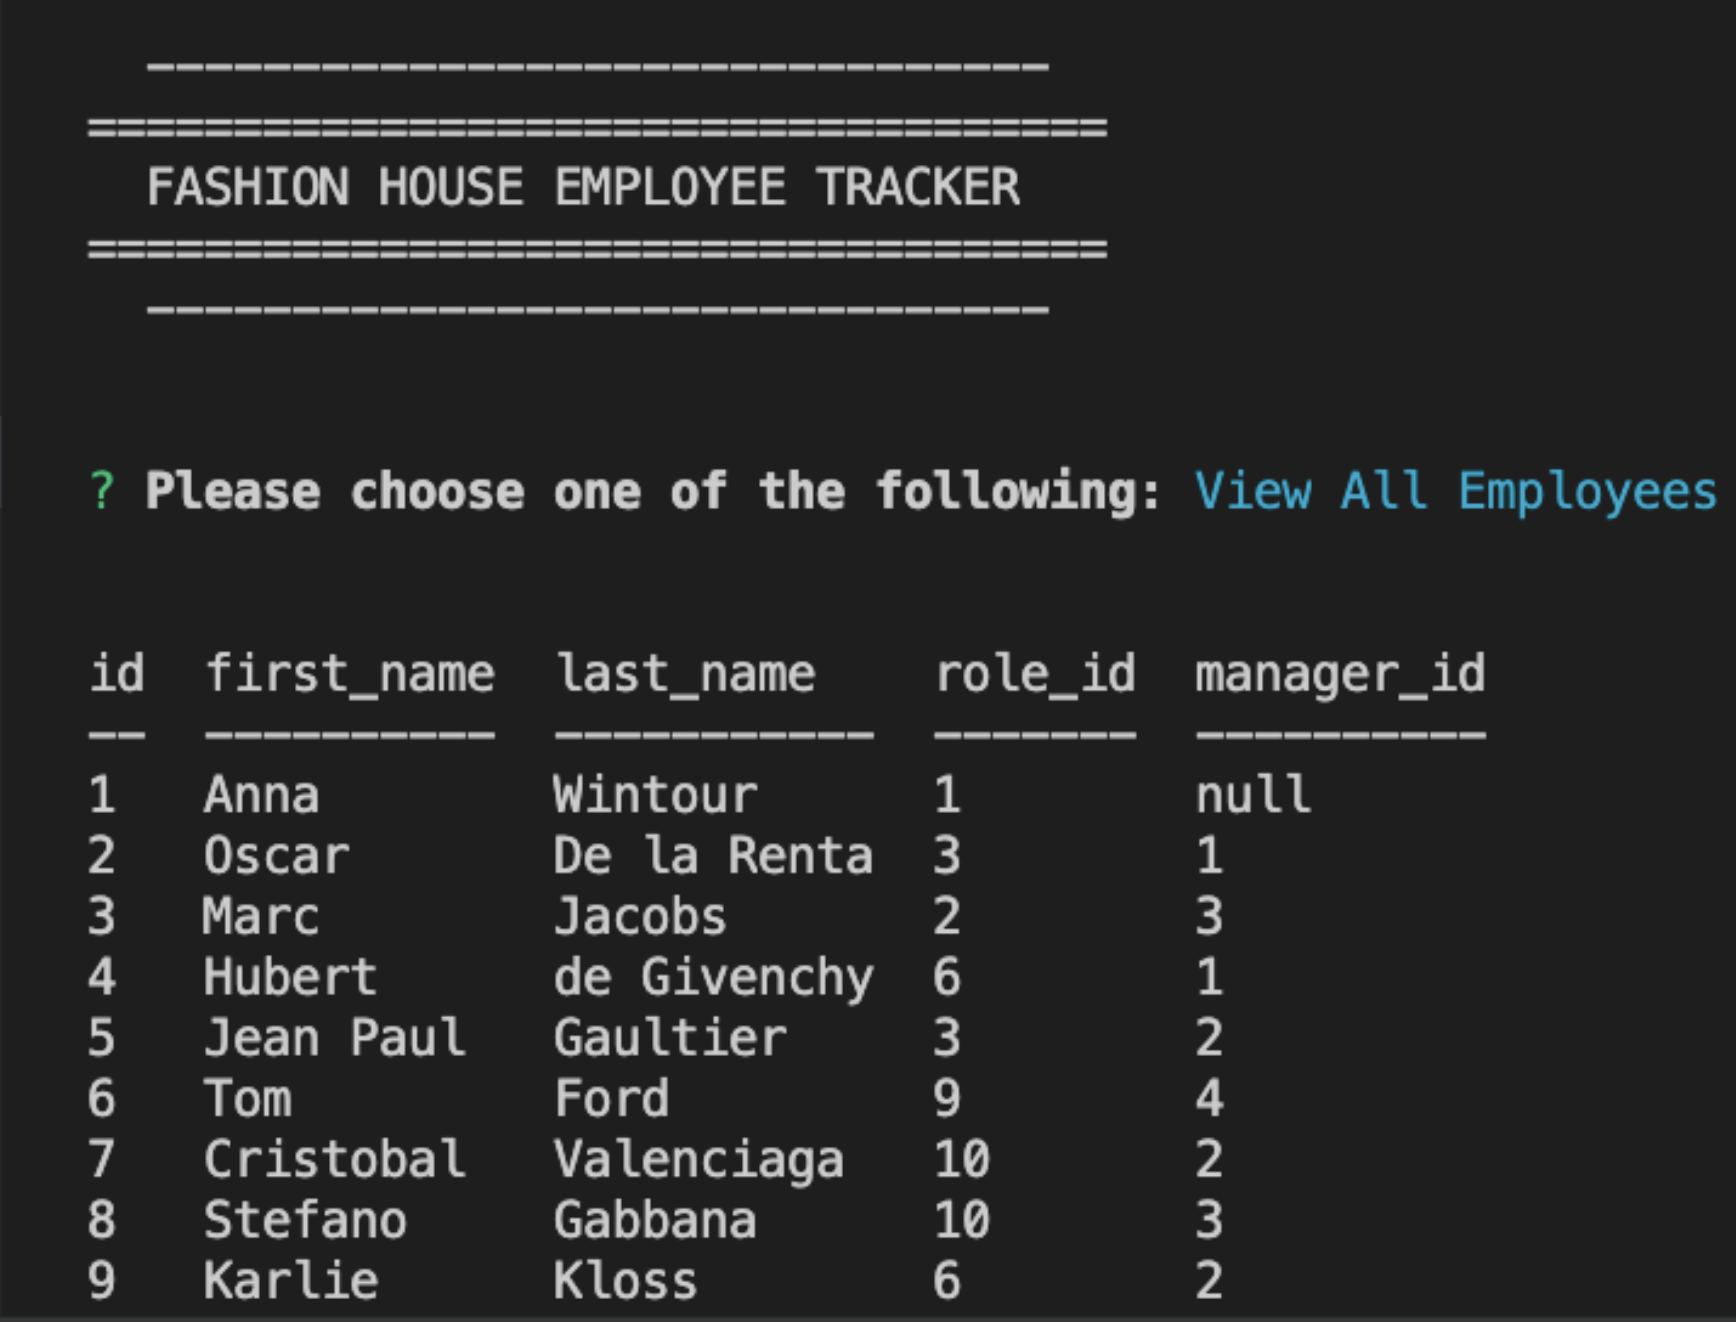 -------------------------------
===================================
FASHION HOUSE EMPLOYEE TRACKER
===================================
-------------------------------
? Please choose one of the following: View All Employees
id  first_name  last_name    role_id  manager_id
--  ----------  -----------  -------  ----------
1   Anna        Wintour      1        null
2   Oscar       De la Renta  3        1
3   Marc        Jacobs       2        3
4   Hubert      de Givenchy  6        1
5   Jean Paul   Gaultier     3        2
6   Tom         Ford         9        4
7   Cristobal   Valenciaga   10       2
8   Stefano     Gabbana      10       3
9   Karlie      Kloss        6        2